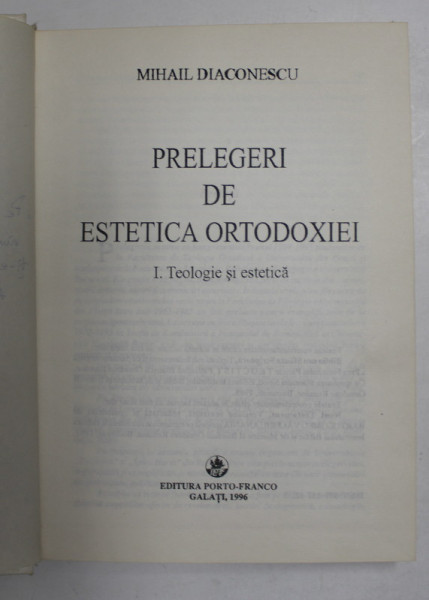 MIHAIL DIACONESCU
PRELEGERI
DE
ESTETICA ORTODOXIEI
I. Teologie şi estetică
EDITURA PORTO-FRANCO
GALAŢI, 1996